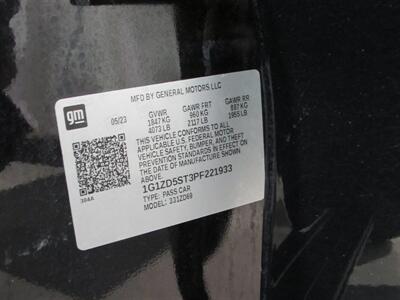 MFD BY GENERAL MOTORS LLC
gm
05/23 GVWR GAWR FRT GAWR RR
1847 KG 960 KG 887 KG
4073 LB 2117 LB 1955 LB
THIS VEHICLE CONFORMS TO ALL
APPLICABLE U.S. FEDERAL MOTOR
VEHICLE SAFETY, BUMPER, AND THEFT
PREVENTION STANDARDS IN EFFECT ON
THE DATE OF MANUFACTURE SHOWN
ABOVE.
1G1ZD5ST3PF221933
TYPE: PASS CAR
MODEL: 331ZD69